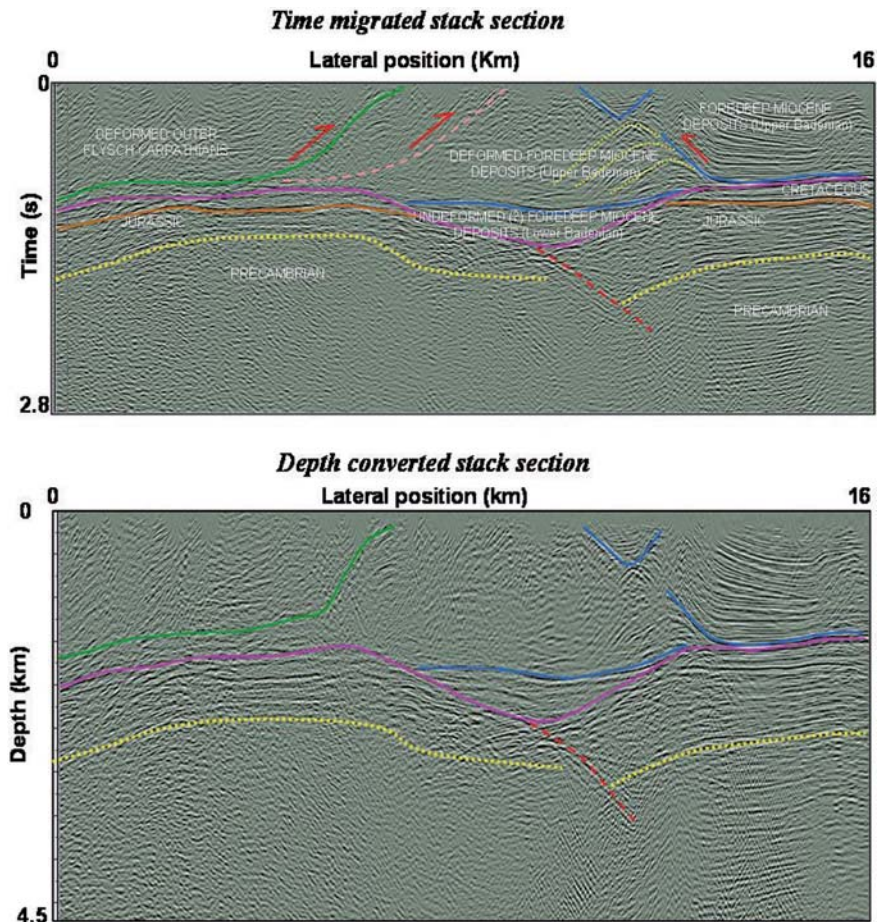 Time migrated stack section
0 Lateral position (Km) 16
0
FOREDEEP MIOCENE
DEPOSITS (Upper Badenian)
DEFORMED OUTER
FLYSCH CARPATHIANS
DEFORMED FOREDEEP MIOCENE
DEPOSITS (Upper Badenian)
CRETACEOUS
JURASSIC
UNDEFORMED (?) FOREDEEP MIOCENE
DEPOSITS (Lower Badenian)
JURASSIC
PRECAMBRIAN
PRECAMBRIAN
Time (s)
2.8
Depth converted stack section
0 Lateral position (km) 16
0
Depth (km)
4.5